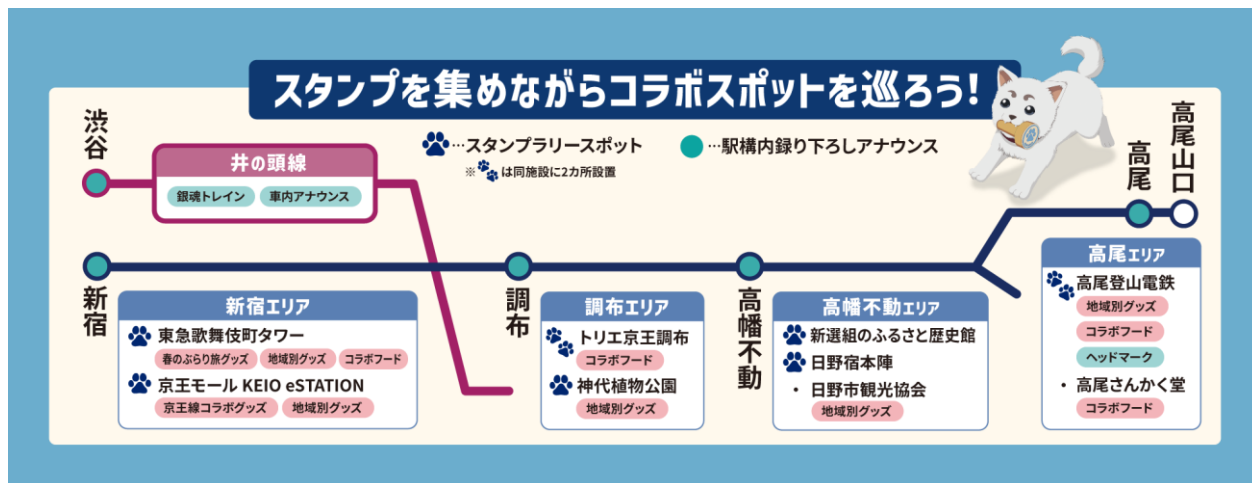 スタンプを集めながらコラボスポットを巡ろう!
…スタンプラリースポット
※は同施設に2カ所設置
…駅構内録り下ろしアナウンス
渋谷
井の頭線
銀魂トレイン 車内アナウンス
新宿
調布
高幡不動
高尾
高尾山口
新宿エリア
東急歌舞伎町タワー
春のぶらり旅グッズ 地域別グッズ コラボフード
京王モール KEIO eSTATION
京王線コラボグッズ 地域別グッズ
調布エリア
トリエ京王調布
コラボフード
神代植物公園
地域別グッズ
高幡不動エリア
新選組のふるさと歴史館
日野宿本陣
・ 日野市観光協会
地域別グッズ
高尾エリア
高尾登山電鉄
地域別グッズ
コラボフード
ヘッドマーク
・ 高尾さんかく堂
コラボフード